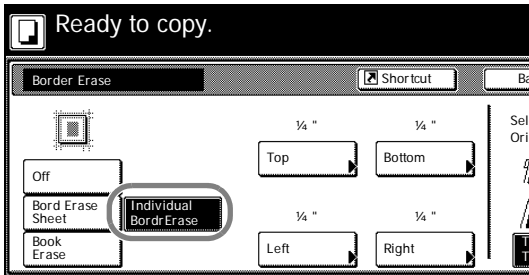 Ready to copy.
Border Erase
Shortcut
Ba
¼ "
¼ "
Sel
Ori
Top
Bottom
Off
Bord Erase
Sheet
Individual
BordrErase
¼ "
¼ "
Book
Erase
Left
Right